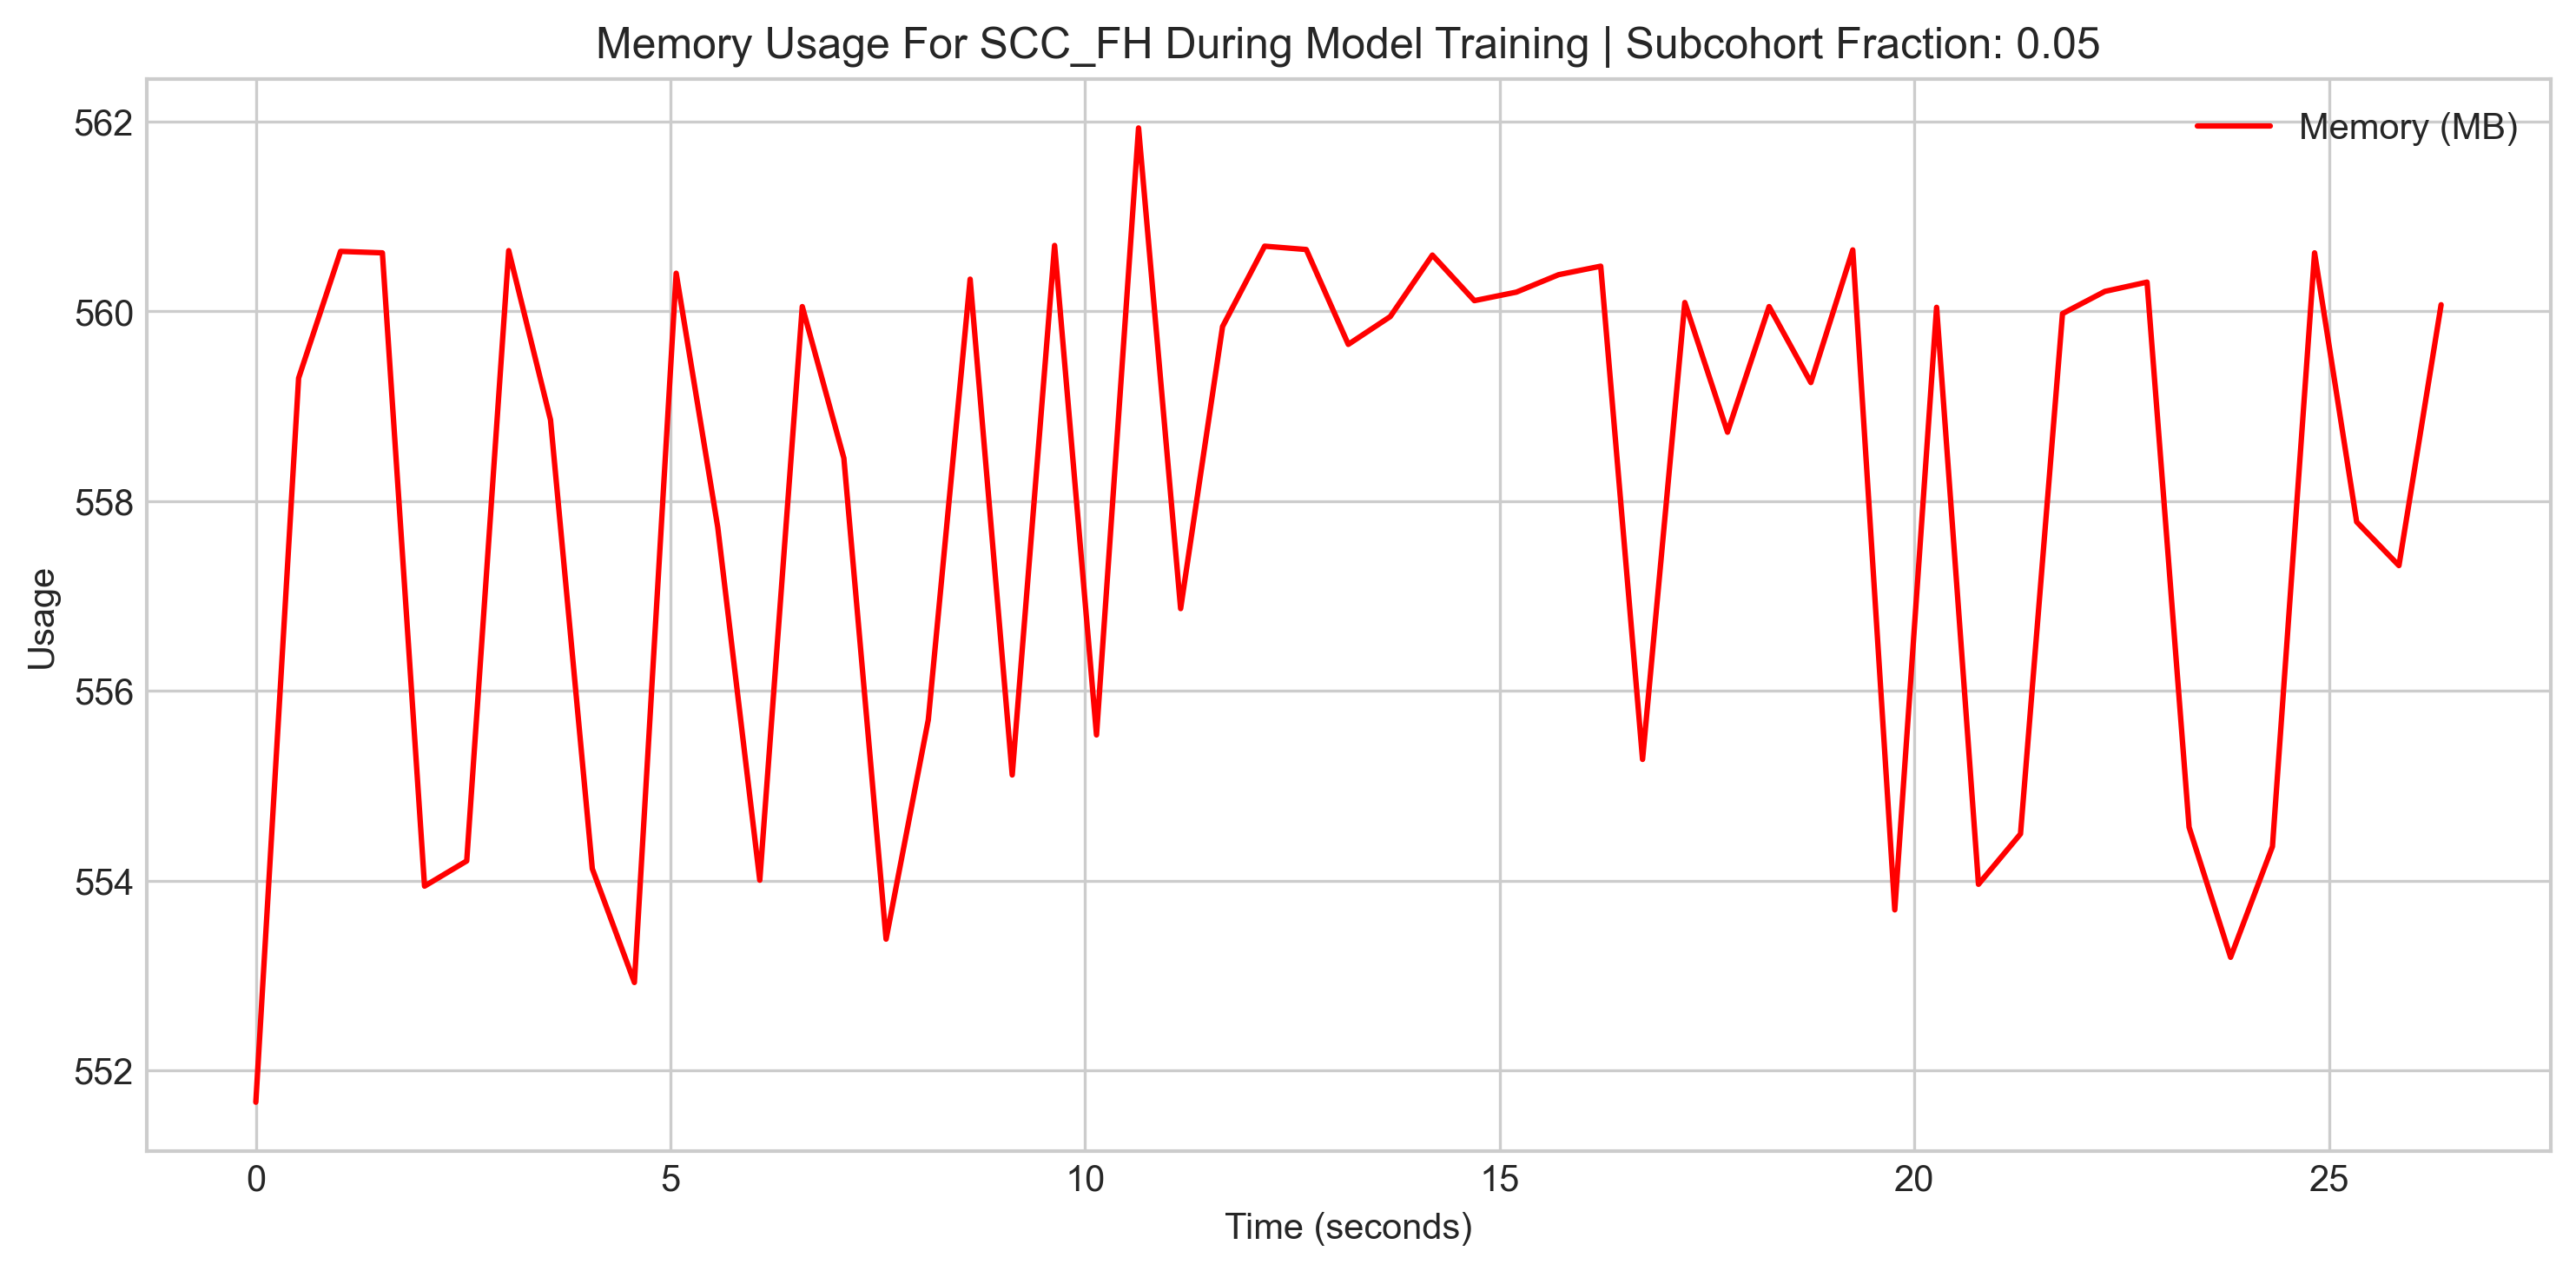 Memory Usage For SCC_FH During Model Training | Subcohort Fraction: 0.05
Memory (MB)
Usage
562
560
558
556
554
552
0 5 10 15 20 25
Time (seconds)